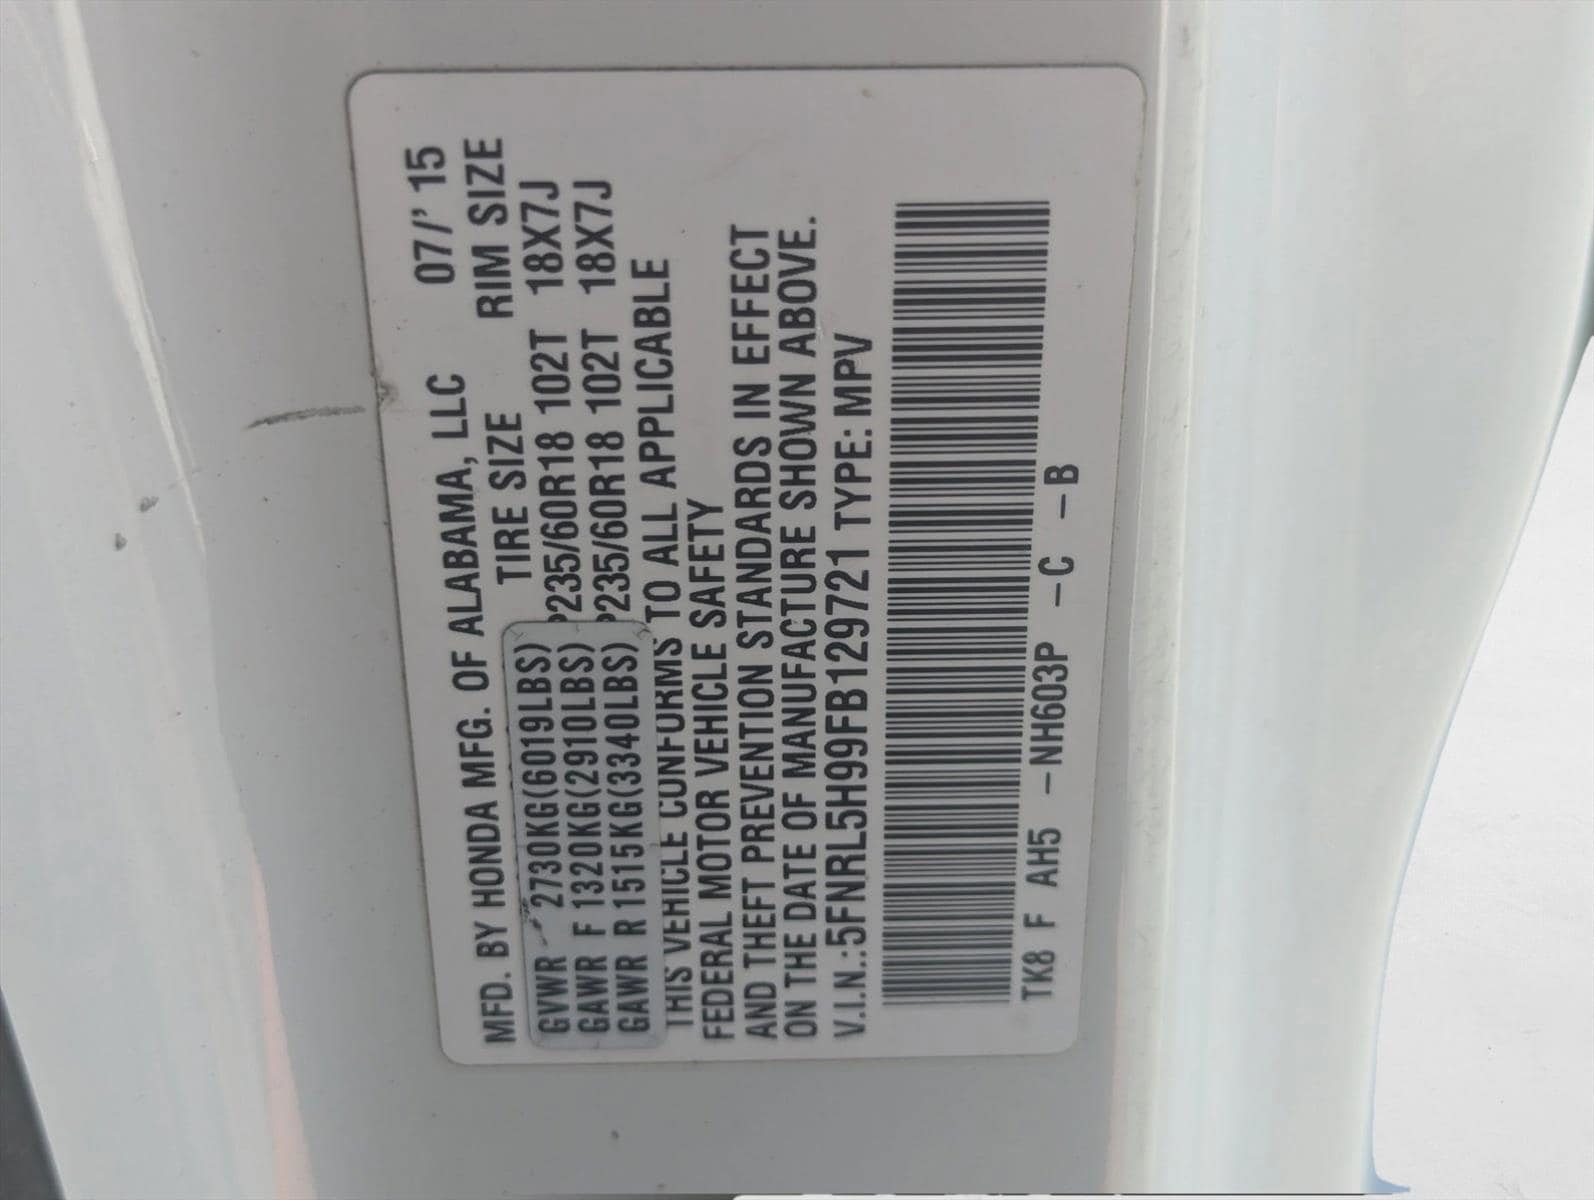 MFD. BY HONDA MFG. OF ALABAMA, LLC 07/'15
TIRE SIZE RIM SIZE
GVWR 2730KG(6019LBS)
GAWR F 1320KG(2910LBS) P235/60R18 102T 18X7J
GAWR R 1515KG(3340LBS) P235/60R18 102T 18X7J
THIS VEHICLE CONFORMS TO ALL APPLICABLE
FEDERAL MOTOR VEHICLE SAFETY
AND THEFT PREVENTION STANDARDS IN EFFECT
ON THE DATE OF MANUFACTURE SHOWN ABOVE.
V.I.N.:5FNRL5H99FB129721 TYPE: MPV
TK8 F AH5 -NH603P -C -B